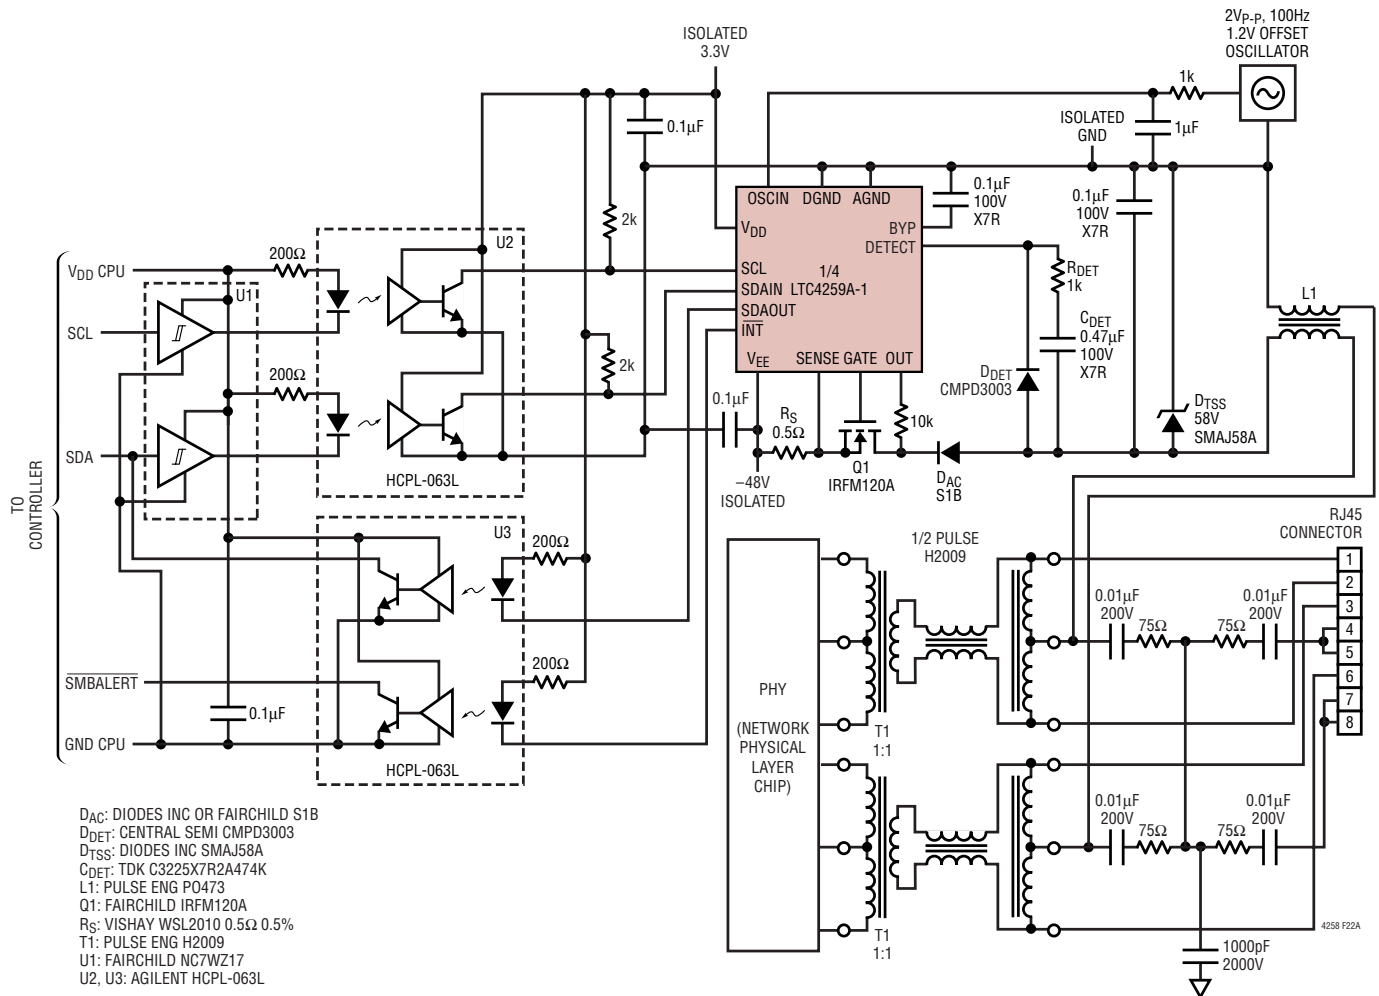 ISOLATED
3.3V
2VP-P, 100Hz
1.2V OFFSET
OSCILLATOR
1k
ISOLATED
GND
1µF
0.1µF
OSCIN DGND AGND
VDD
BYP
DETECT
SCL
1/4
SDAIN LTC4259A-1
SDAOUT
INT
VEE SENSE GATE OUT
0.1µF
100V
X7R
0.1µF
100V
X7R
RDET
1k
CDET
0.47µF
100V
X7R
DDET
CMPD3003
DTSS
58V
SMAJ58A
L1
2k
2k
0.1µF
RS
0.5Ω
10k
Q1
IRFM120A
DAC
S1B
–48V
ISOLATED
TO
CONTROLLER
VDD CPU
SCL
SDA
SMBALERT
GND CPU
U1
200Ω
200Ω
U2
HCPL-063L
U3
200Ω
200Ω
HCPL-063L
0.1µF
PHY
(NETWORK
PHYSICAL
LAYER
CHIP)
1/2 PULSE
H2009
T1
1:1
T1
1:1
RJ45
CONNECTOR
1
2
3
4
5
6
7
8
0.01µF
200V
75Ω
75Ω
0.01µF
200V
0.01µF
200V
75Ω
75Ω
0.01µF
200V
1000pF
2000V
4258 F22A
DAC: DIODES INC OR FAIRCHILD S1B
DDET: CENTRAL SEMI CMPD3003
DTSS: DIODES INC SMAJ58A
CDET: TDK C3225X7R2A474K
L1: PULSE ENG PO473
Q1: FAIRCHILD IRFM120A
RS: VISHAY WSL2010 0.5Ω 0.5%
T1: PULSE ENG H2009
U1: FAIRCHILD NC7WZ17
U2, U3: AGILENT HCPL-063L